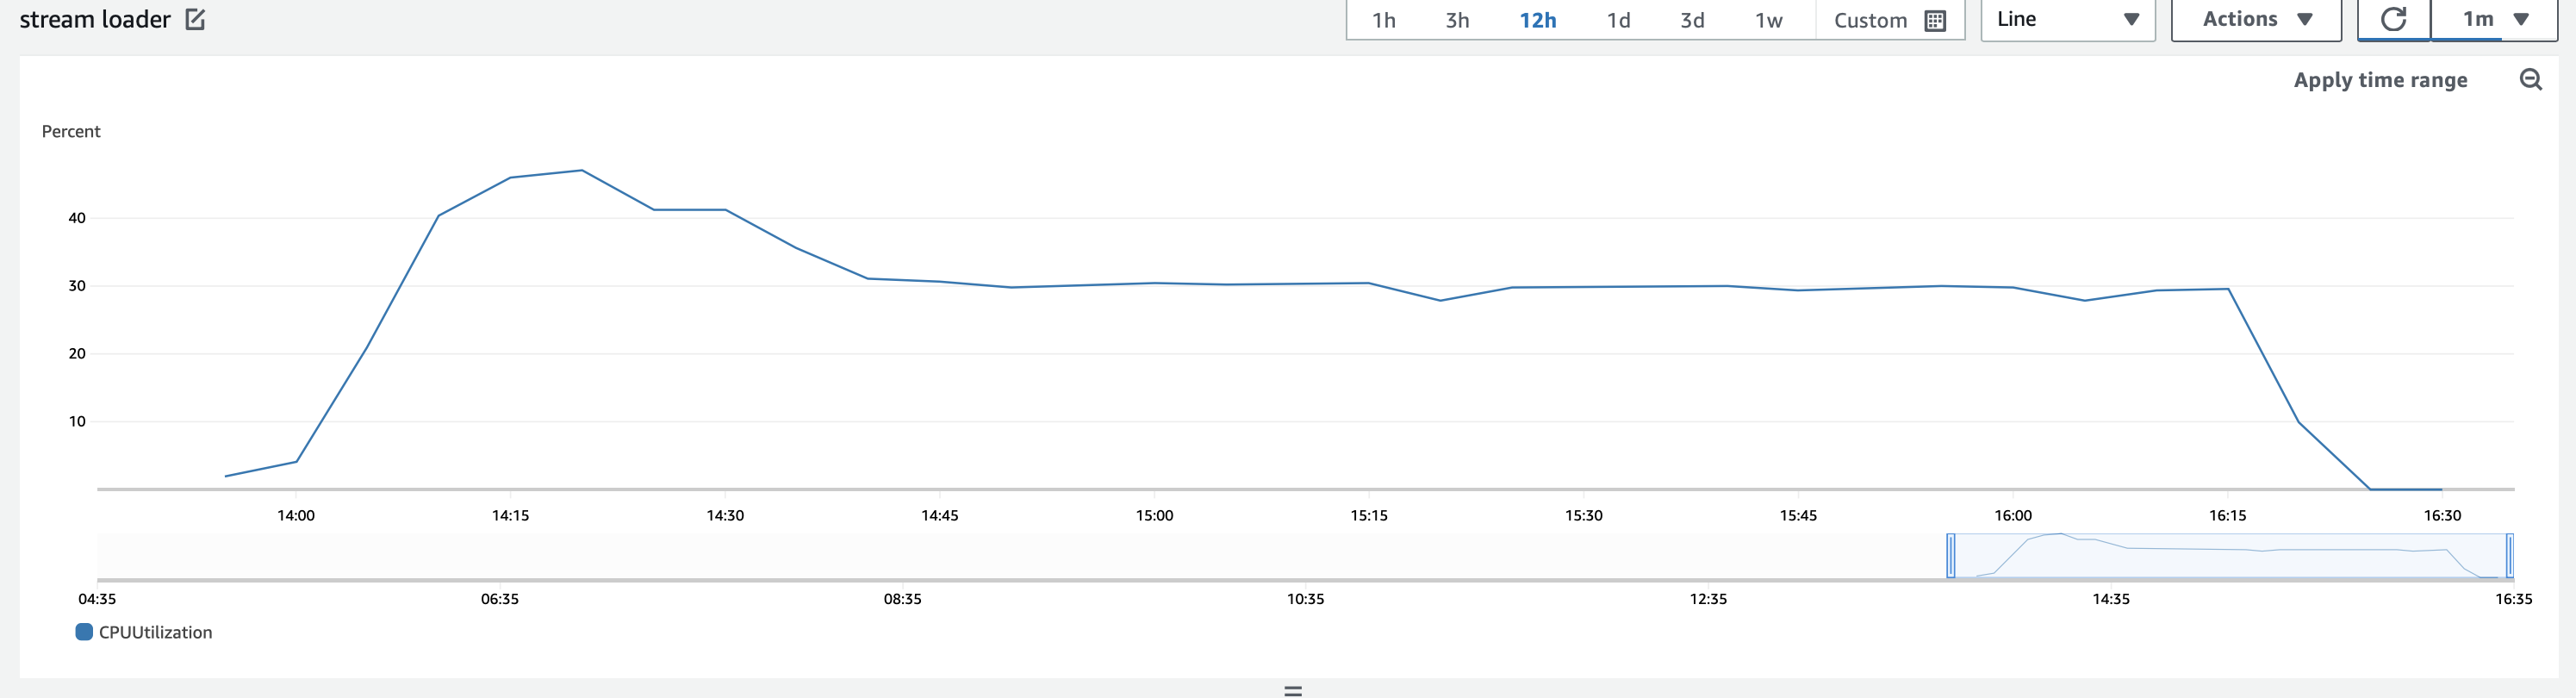 stream loader
1h 3h 12h 1d 3d 1w Custom Line Actions 1m
Apply time range
Percent
40
30
20
10
14:00 14:15 14:30 14:45 15:00 15:15 15:30 15:45 16:00 16:15 16:30
04:35 06:35 08:35 10:35 12:35 14:35 16:35
CPUUtilization